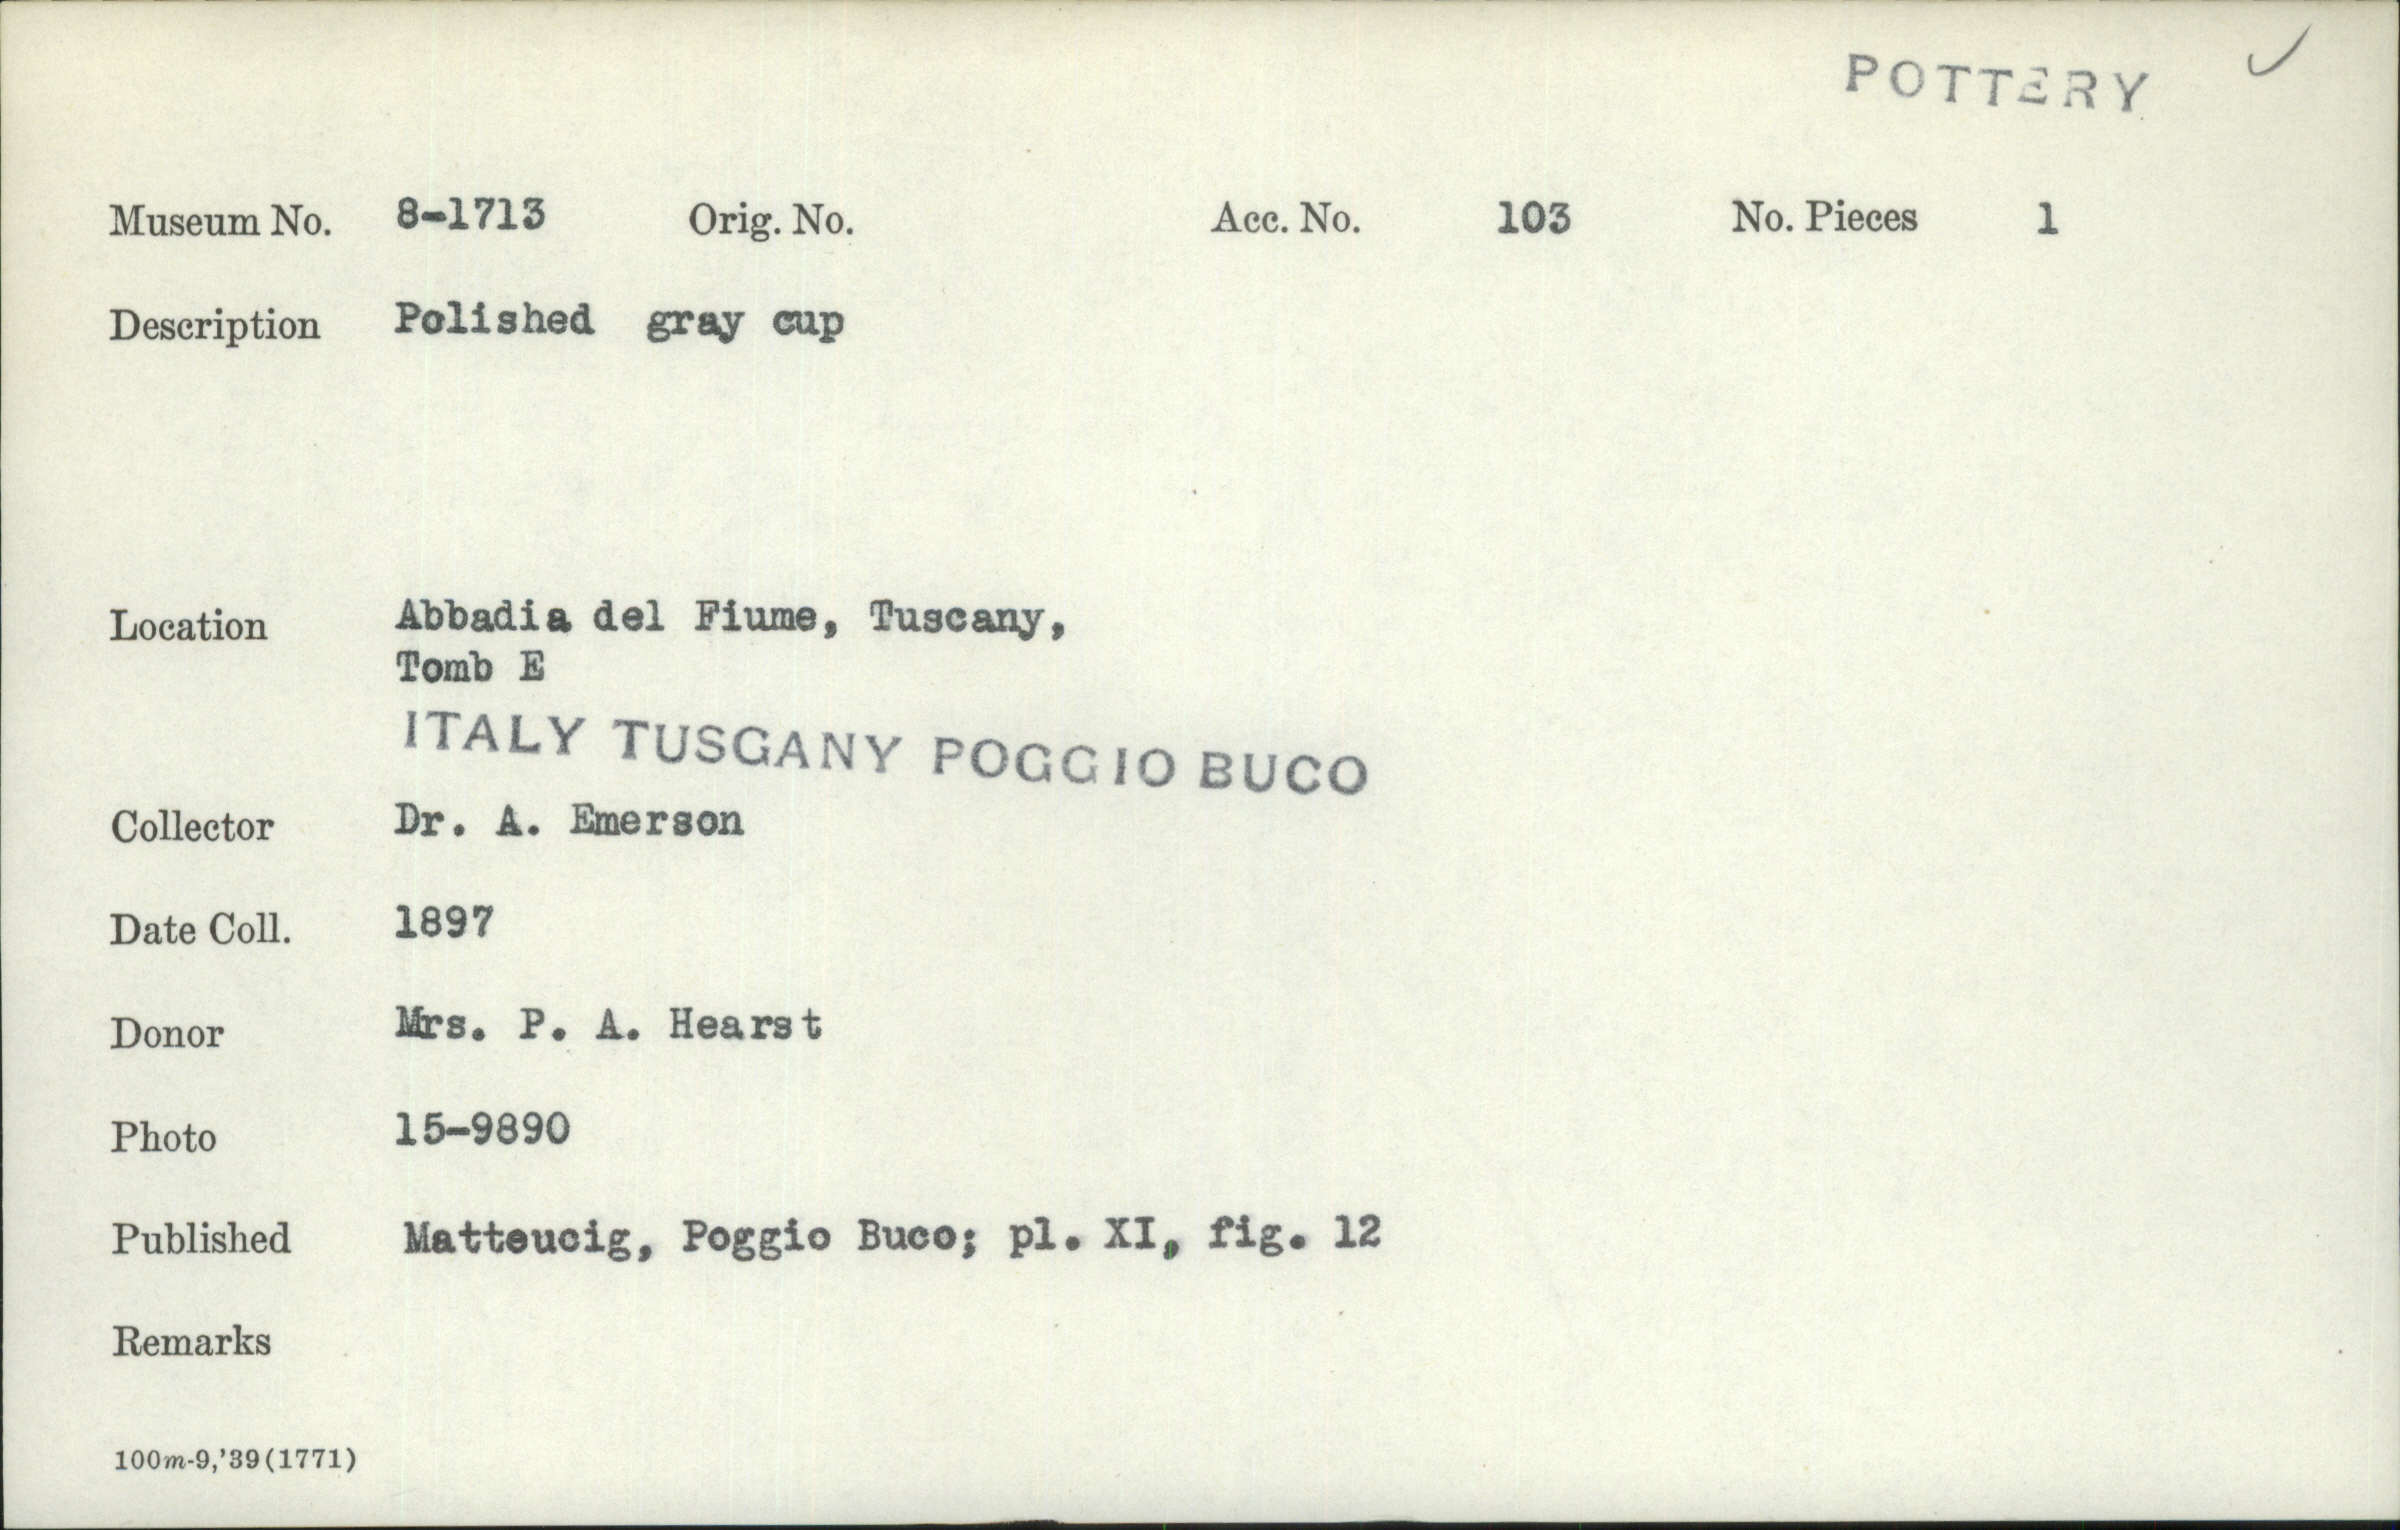 POTTERY
Museum No. 8-1713 Orig. No. Acc. No. 103 No. Pieces 1
Description Polished gray cup
Location Abbadia del Fiume, Tuscany,
Tomb E
ITALY TUSCANY POGGIO BUCO
Collector Dr. A. Emerson
Date Coll. 1897
Donor Mrs. P. A. Hearst
Photo 15-9890
Published Matteucig, Poggio Buco; pl. XI, fig. 12
Remarks
100m-9,'39(1771)